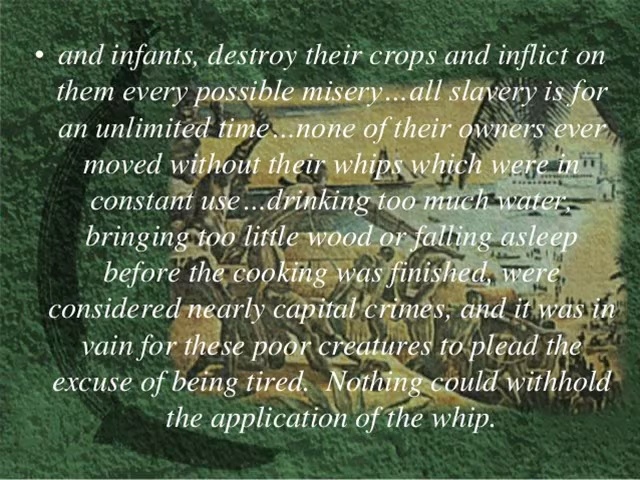 • and infants, destroy their crops and inflict on
them every possible misery…all slavery is for
an unlimited time…none of their owners ever
moved without their whips which were in
constant use…drinking too much water,
bringing too little wood or falling asleep
before the cooking was finished, were
considered nearly capital crimes, and it was in
vain for these poor creatures to plead the
excuse of being tired.  Nothing could withhold
the application of the whip.